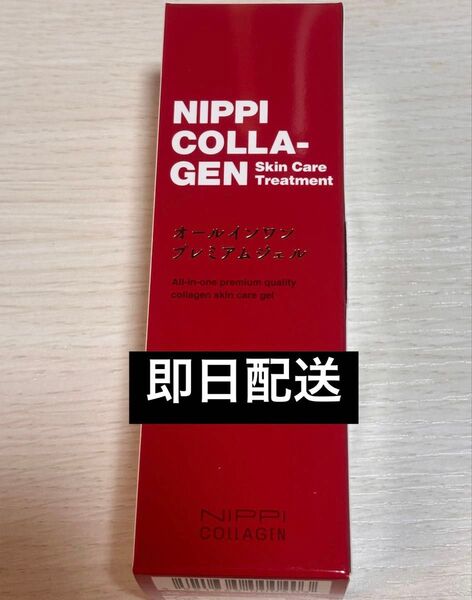 NIPPI
COLLA-
GEN Skin Care
Treatment
オールインワン
プレミアムジェル
All-in-one premium quality
collagen skin care gel
即日配送
NIPPI
COLLAGEN